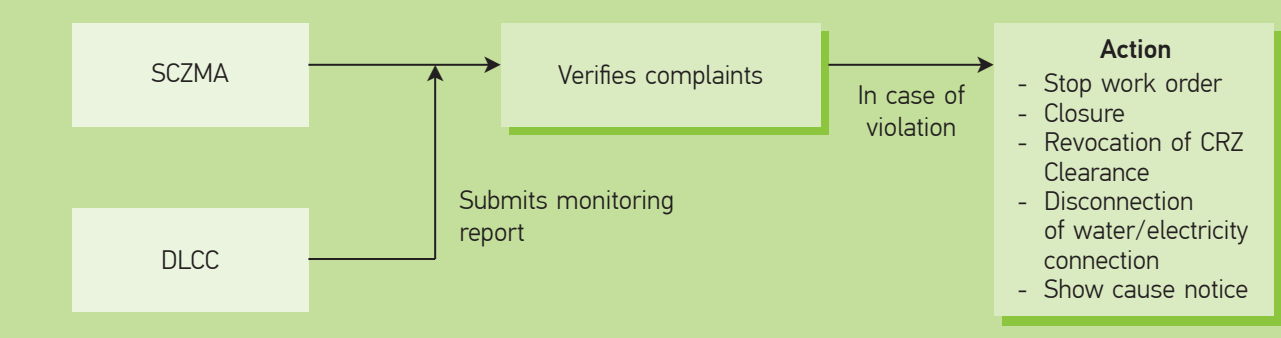 SCZMA
Verifies complaints
In case of
violation
Action
- Stop work order
- Closure
- Revocation of CRZ
Clearance
- Disconnection
of water/electricity
connection
- Show cause notice
Submits monitoring
report
DLCC